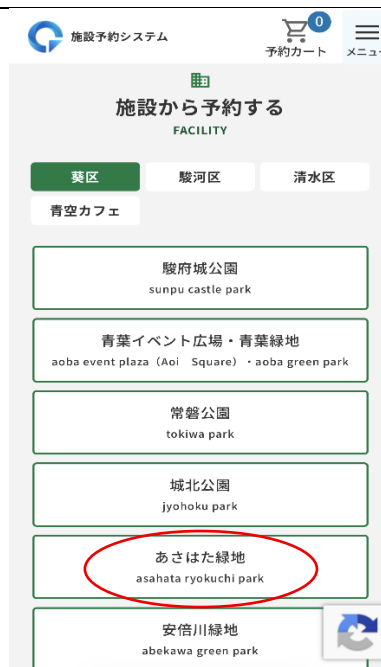 施設予約システム
0
予約カート
メニュー
施設から予約する
FACILITY
葵区
駿河区
清水区
青空カフェ
駿府城公園
sunpu castle park
青葉イベント広場・青葉緑地
aoba event plaza（Aoi　Square）・aoba green park
常磐公園
tokiwa park
城北公園
jyohoku park
あさはた緑地
asahata ryokuchi park
安倍川緑地
abekawa green park